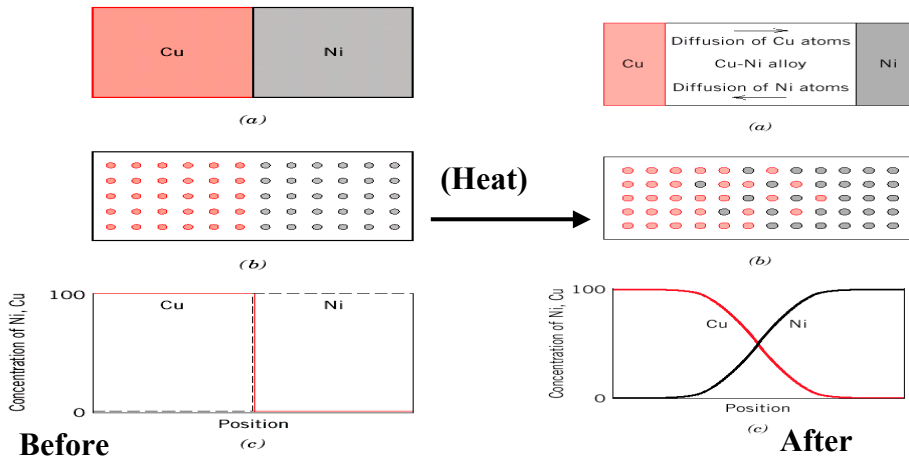 Cu
Ni
(a)
(b)
Concentration of Ni, Cu
100
0
Cu
Ni
Position
(c)
Before
(Heat)
Cu
Diffusion of Cu atoms
Cu–Ni alloy
Diffusion of Ni atoms
Ni
(a)
(b)
Concentration of Ni, Cu
100
0
Cu
Ni
Position
(c)
After